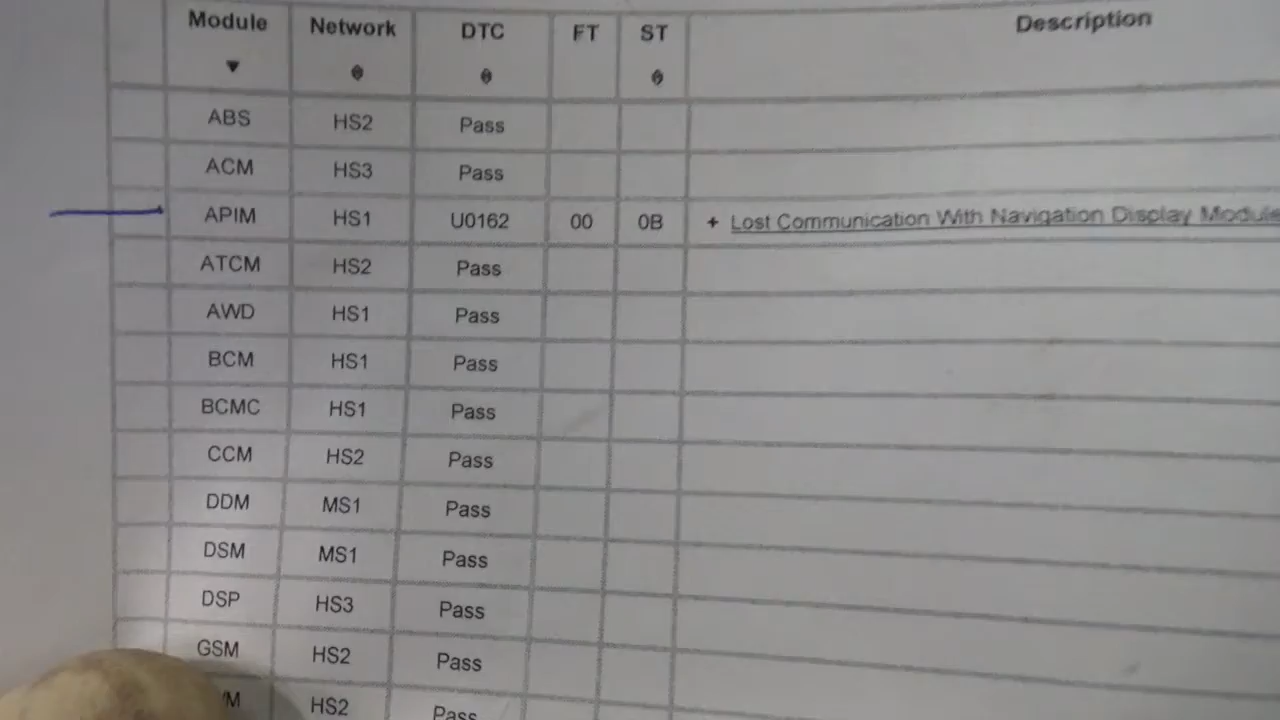 Module Network DTC FT ST Description
ABS HS2 Pass
ACM HS3 Pass
APIM HS1 U0162 00 0B + Lost Communication With Navigation Display Module
ATCM HS2 Pass
AWD HS1 Pass
BCM HS1 Pass
BCMC HS1 Pass
CCM HS2 Pass
DDM MS1 Pass
DSM MS1 Pass
DSP HS3 Pass
GSM HS2 Pass
HS2 Pass